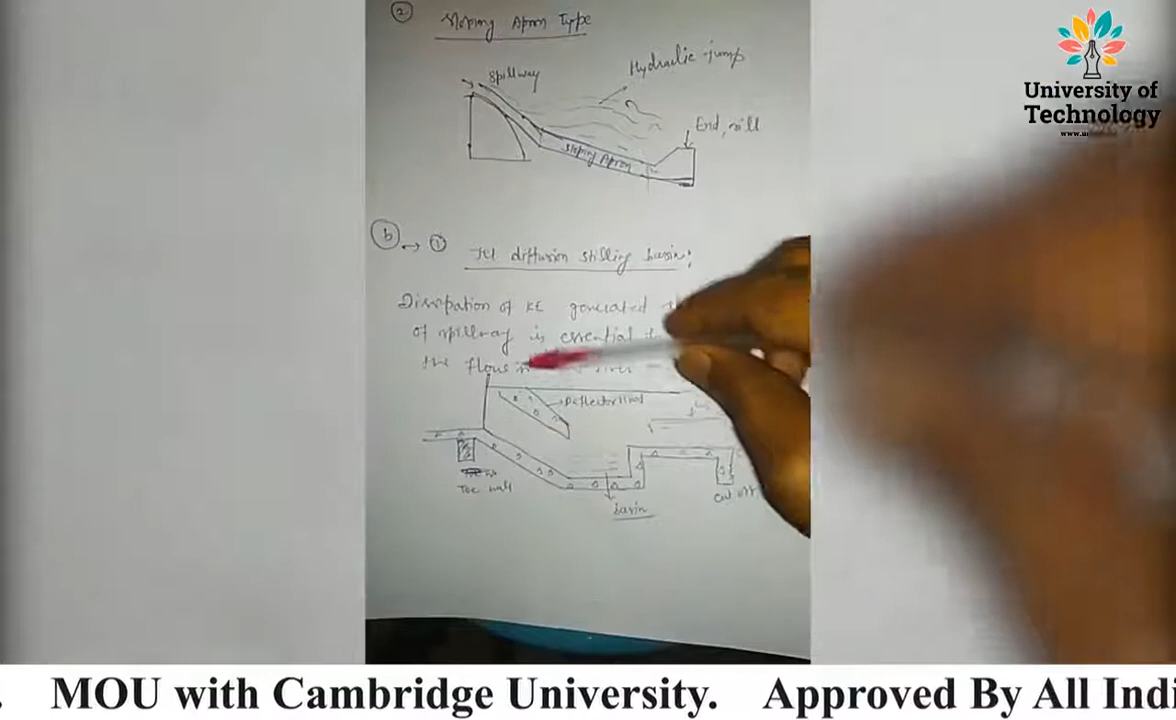 2 Sloping Apron Type
Spillway
Hydraulic jump
End sill
Sloping Apron
b → 1 Jet diffusion stilling basin:
Dissipation of KE generated
of spillway is essential
the flow
Deflector
Toe wall
basin
cut off
University of
Technology
MOU with Cambridge University. Approved By All Indi